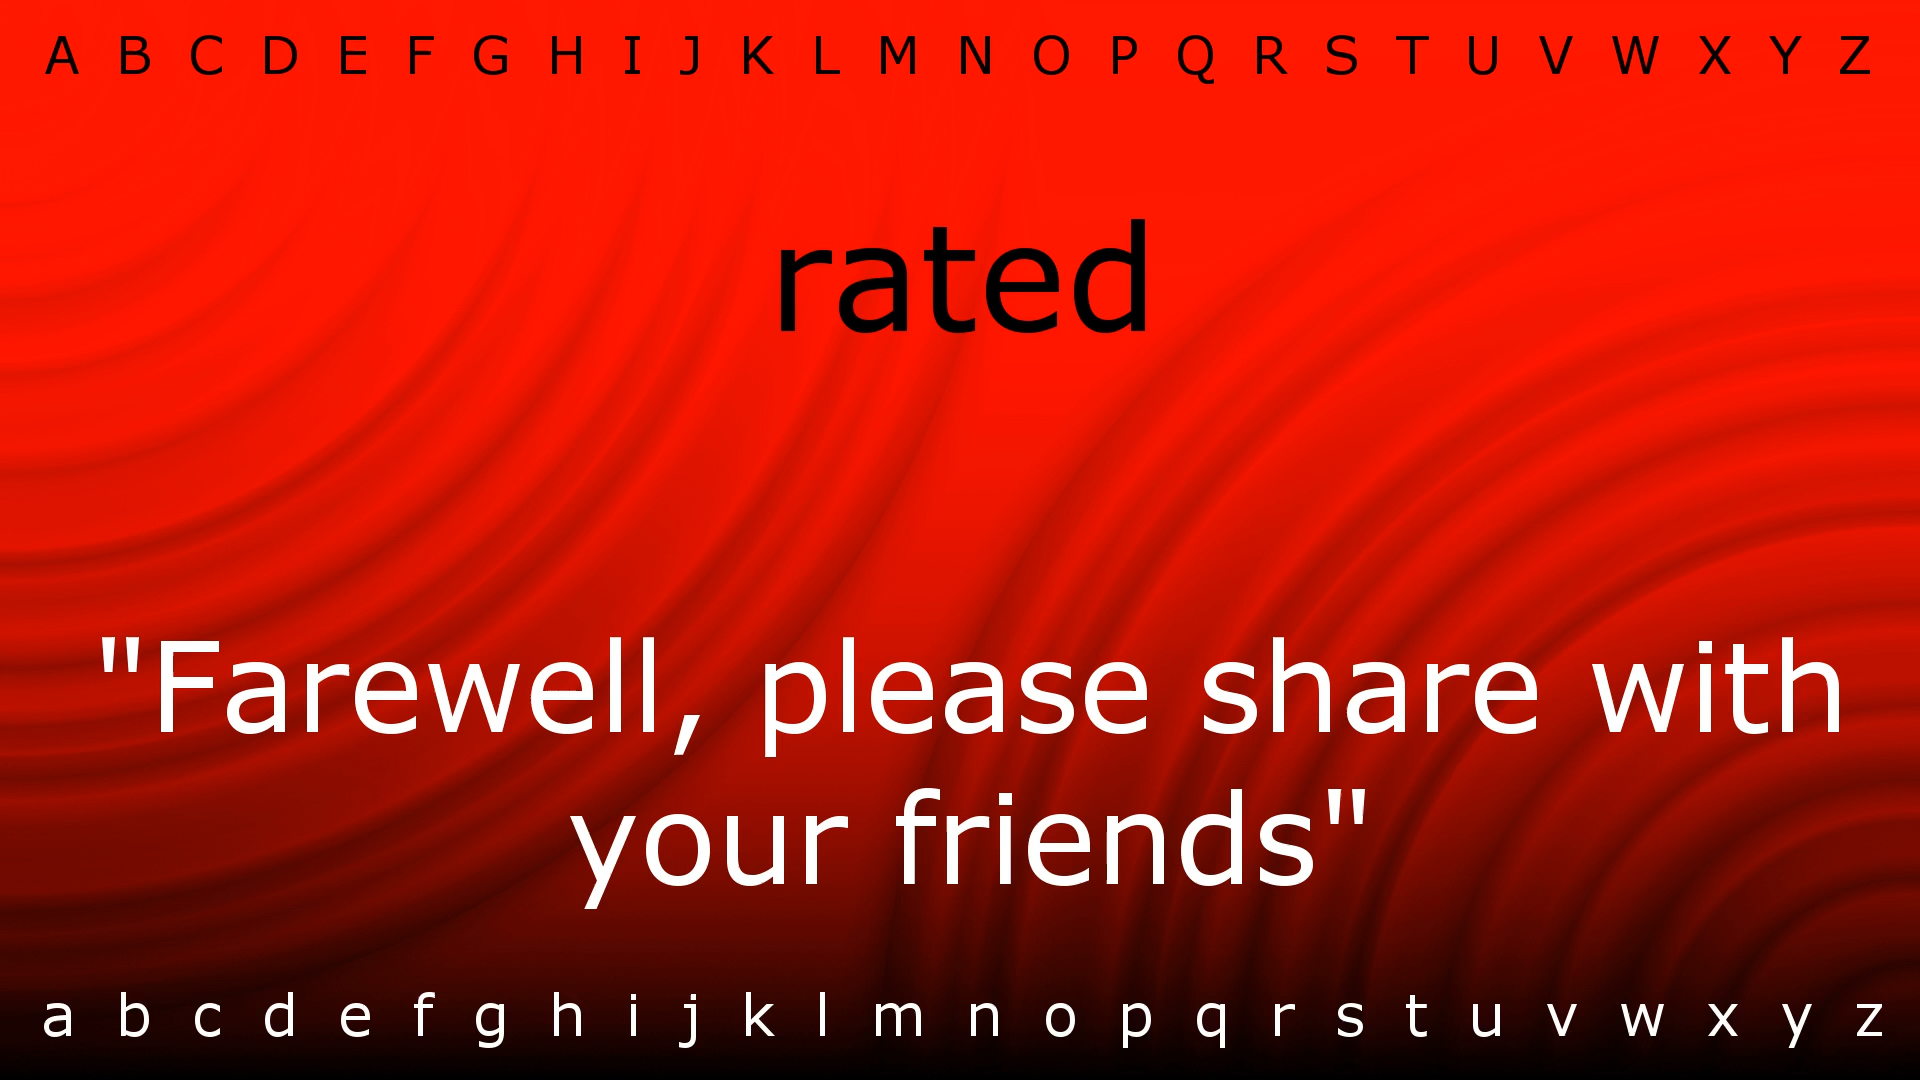 A B C D E F G H I J K L M N O P Q R S T U V W X Y Z
rated
"Farewell, please share with
your friends"
a b c d e f g h i j k l m n o p q r s t u v w x y z